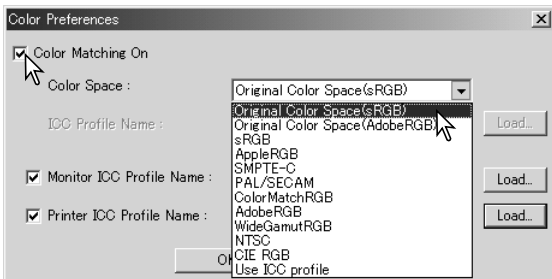 Color Preferences
Color Matching On
Color Space :
Original Color Space(sRGB)
Original Color Space(sRGB)
Original Color Space(AdobeRGB)
sRGB
AppleRGB
SMPTE-C
PAL/SECAM
ColorMatchRGB
AdobeRGB
WideGamutRGB
NTSC
CIE RGB
Use ICC profile
ICC Profile Name :
Load...
Monitor ICC Profile Name :
Load...
Printer ICC Profile Name :
Load...